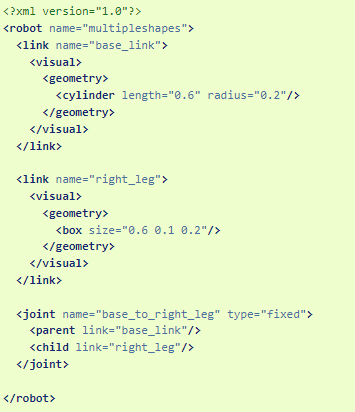 <?xml version="1.0"?>
<robot name="multipleshapes">
  <link name="base_link">
    <visual>
      <geometry>
        <cylinder length="0.6" radius="0.2"/>
      </geometry>
    </visual>
  </link>

  <link name="right_leg">
    <visual>
      <geometry>
        <box size="0.6 0.1 0.2"/>
      </geometry>
    </visual>
  </link>

  <joint name="base_to_right_leg" type="fixed">
    <parent link="base_link"/>
    <child link="right_leg"/>
  </joint>

</robot>